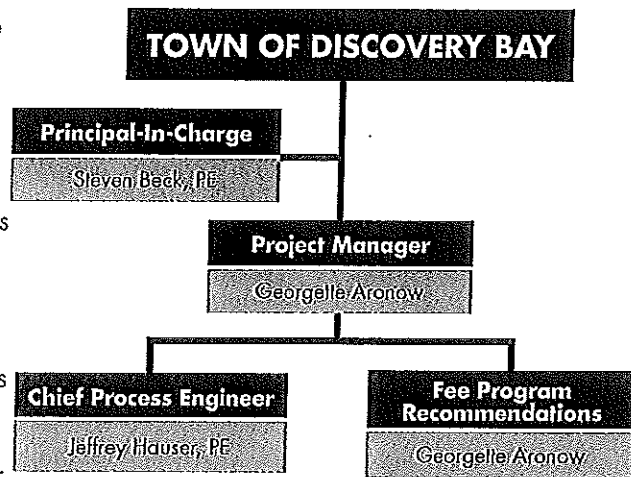 TOWN OF DISCOVERY BAY
Principal-In-Charge
Steven Beck, PE
Project Manager
Georgelle Aronow
Chief Process Engineer
Jeffrey Hauser, PE
Fee Program
Recommendations
Georgelle Aronow